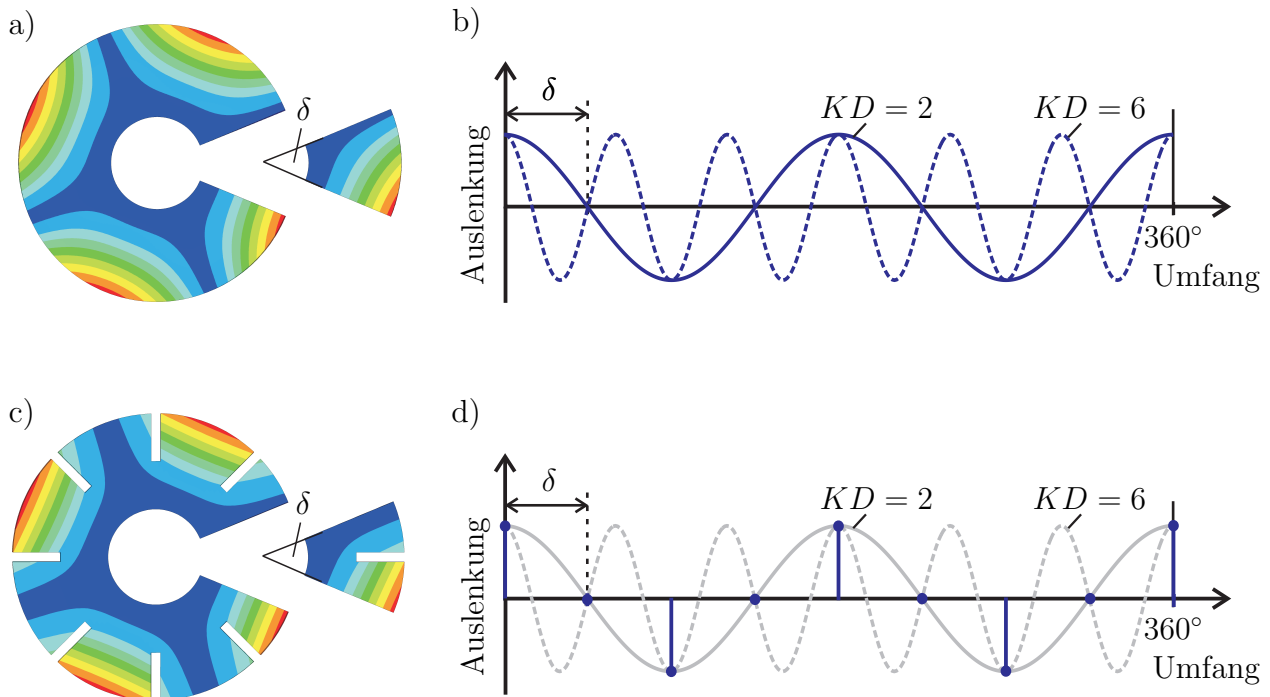 a)
δ
δ
b)
Auslenkung
δ
KD = 2
KD = 6
360°
Umfang
c)
δ
d)
Auslenkung
δ
KD = 2
KD = 6
360°
Umfang